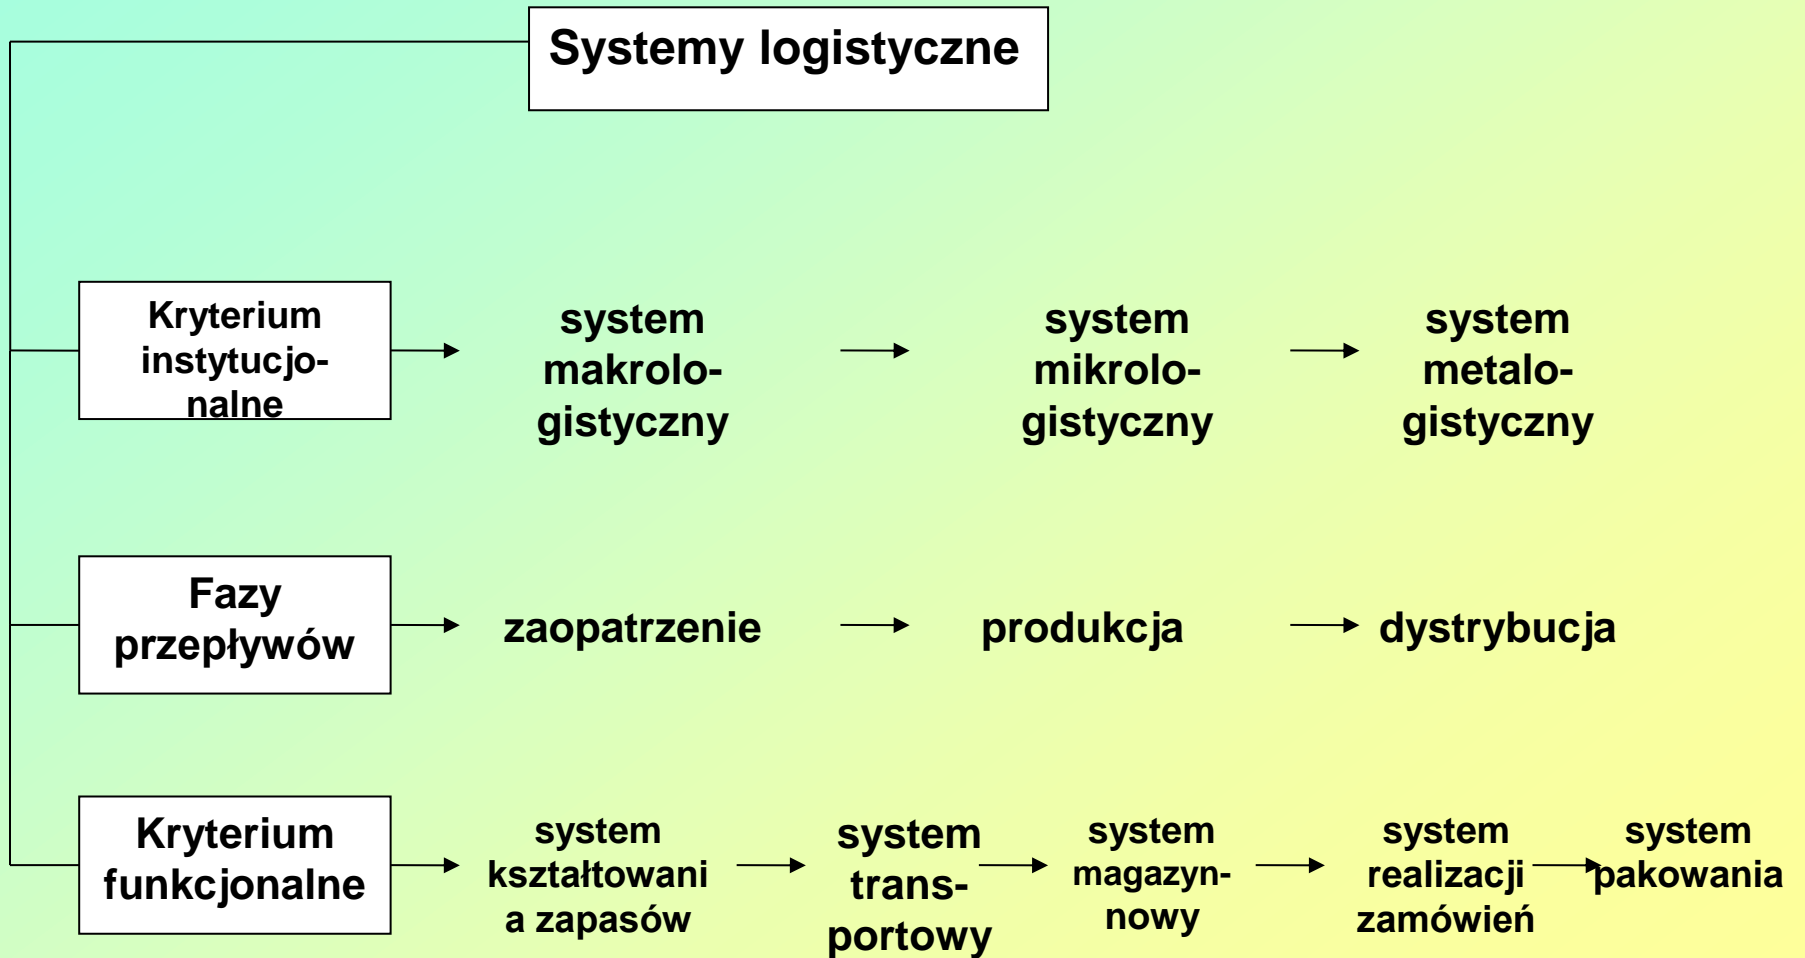 Systemy logistyczne
Kryterium
instytucjo-
nalne
system
makrolo-
gistyczny
system
mikrolo-
gistyczny
system
metalo-
gistyczny
Fazy
przepływów
zaopatrzenie
produkcja
dystrybucja
Kryterium
funkcjonalne
system
kształtowani
a zapasów
system
trans-
portowy
system
magazyn-
nowy
system
realizacji
zamówień
system
pakowania